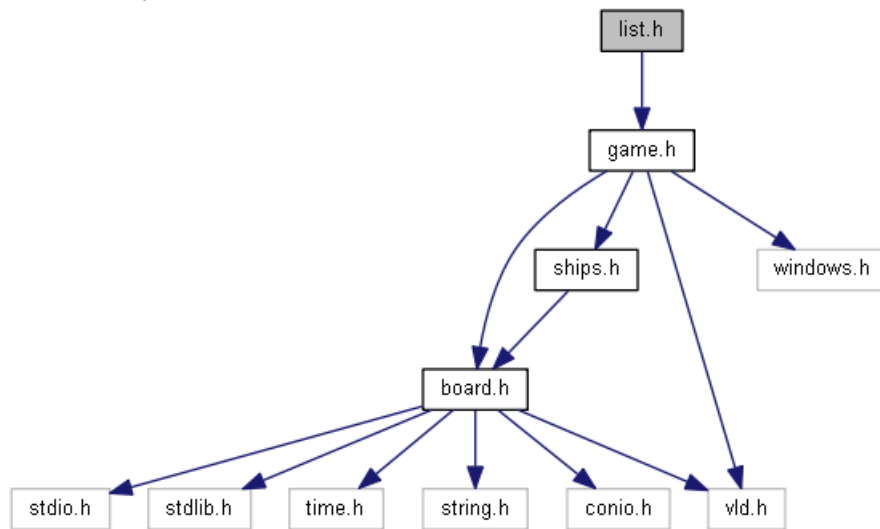 list.h
game.h
ships.h
windows.h
board.h
stdio.h
stdlib.h
time.h
string.h
conio.h
vld.h